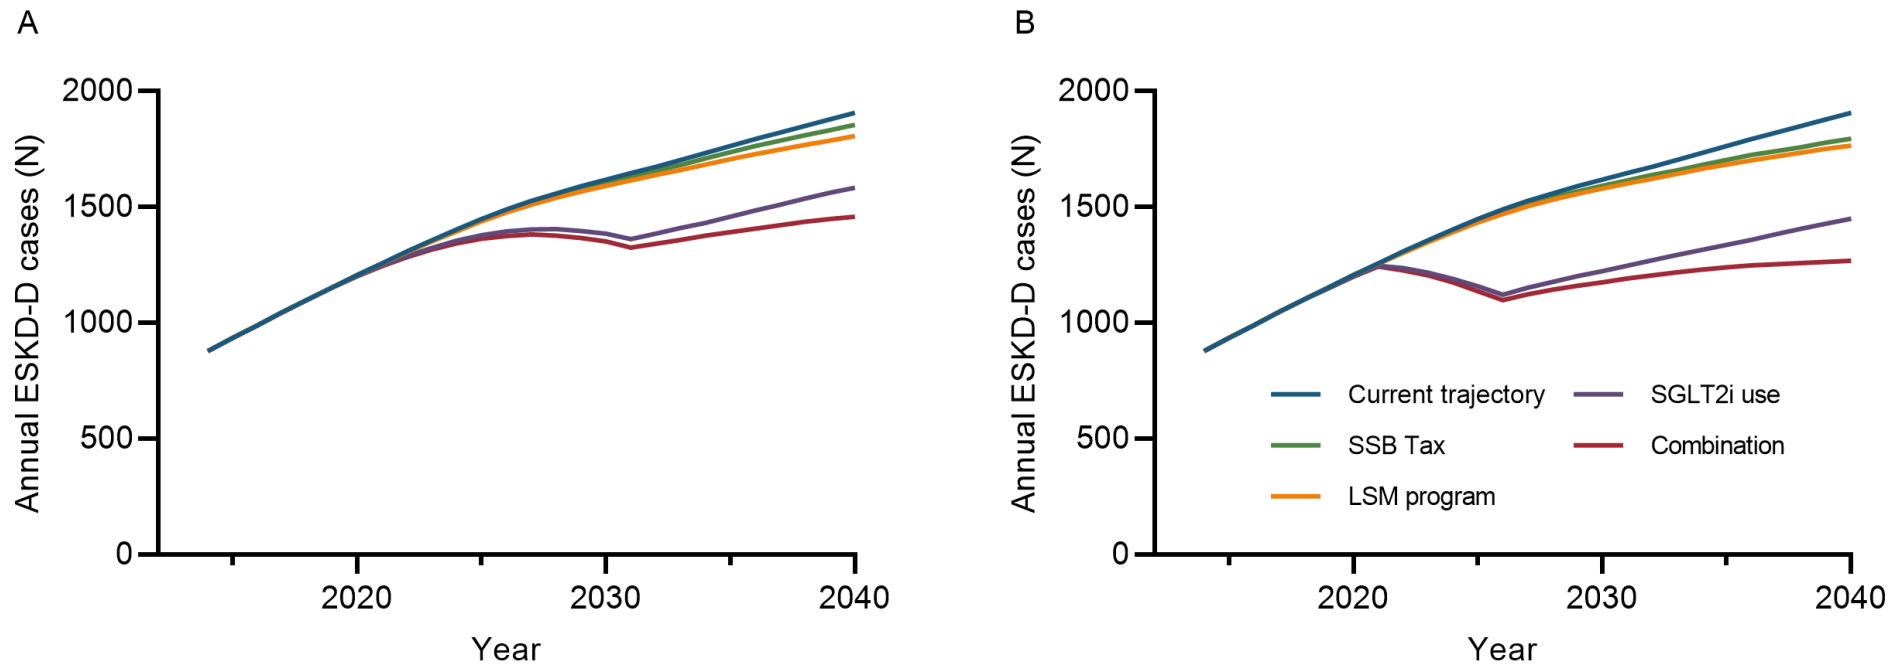 A
Annual ESKD-D cases (N)
2000
1500
1000
500
0
2020 2030 2040
Year
B
Annual ESKD-D cases (N)
2000
1500
1000
500
0
Current trajectory SGLT2i use
SSB Tax Combination
LSM program
2020 2030 2040
Year